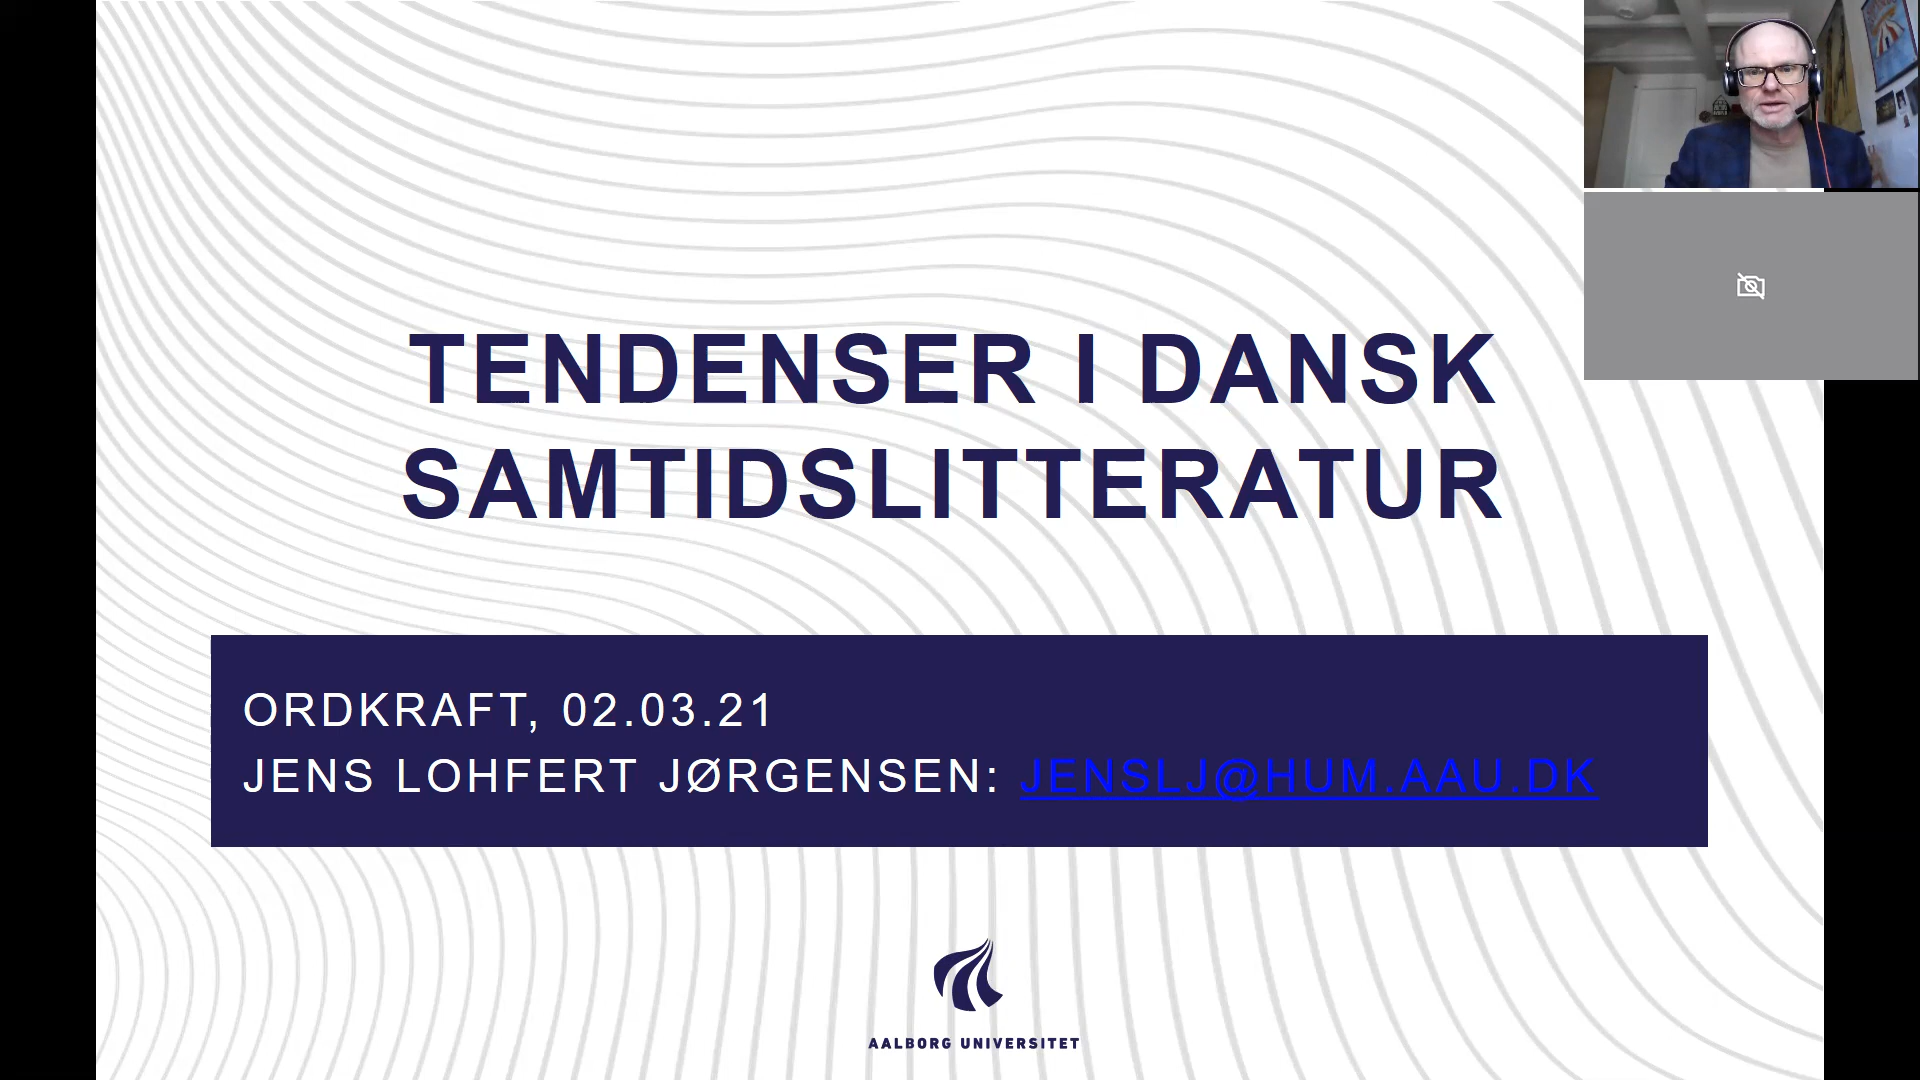 TENDENSER I DANSK
SAMTIDSLITTERATUR
ORDKRAFT, 02.03.21
JENS LOHFERT JØRGENSEN: JENSLJ@HUM.AAU.DK
AALBORG UNIVERSITET